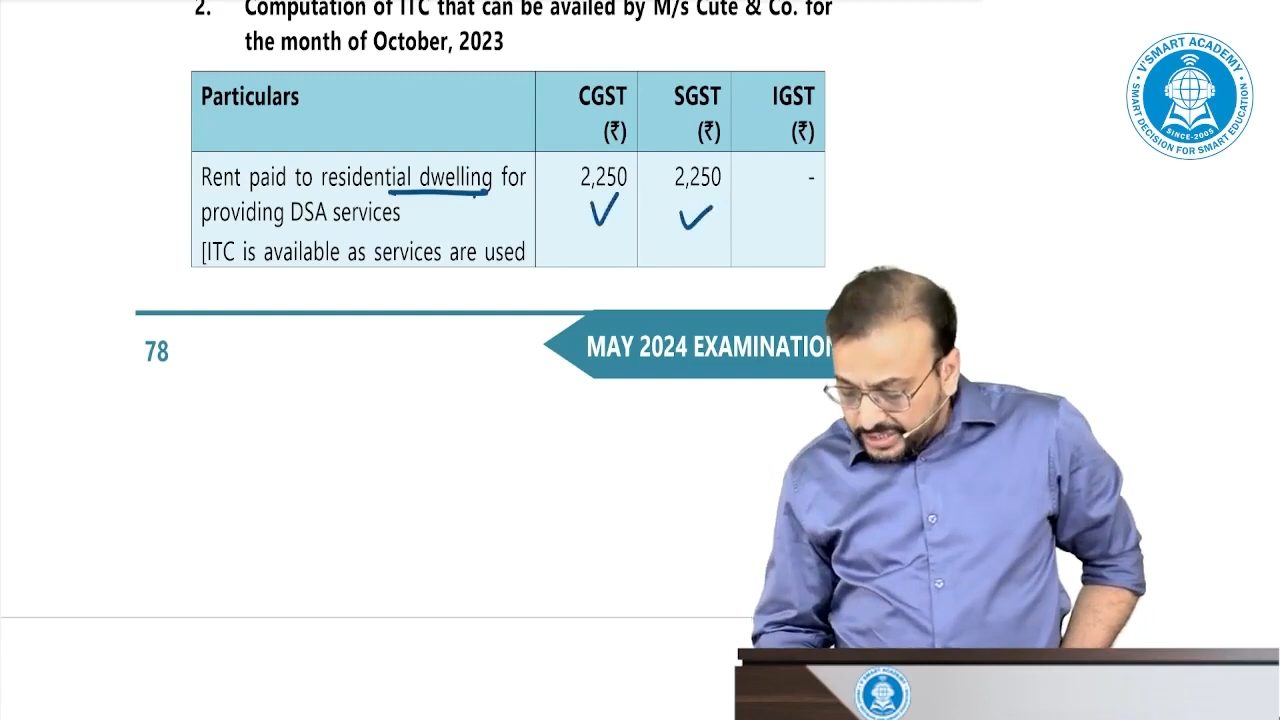 2. Computation of ITC that can be availed by M/s Cute & Co. for
the month of October, 2023
Particulars CGST SGST IGST
(₹) (₹) (₹)
Rent paid to residential dwelling for 2,250 2,250 -
providing DSA services
[ITC is available as services are used
78
MAY 2024 EXAMINATION
V'SMART ACADEMY
SINCE-2005
SMART DECISION FOR SMART EDUCATION